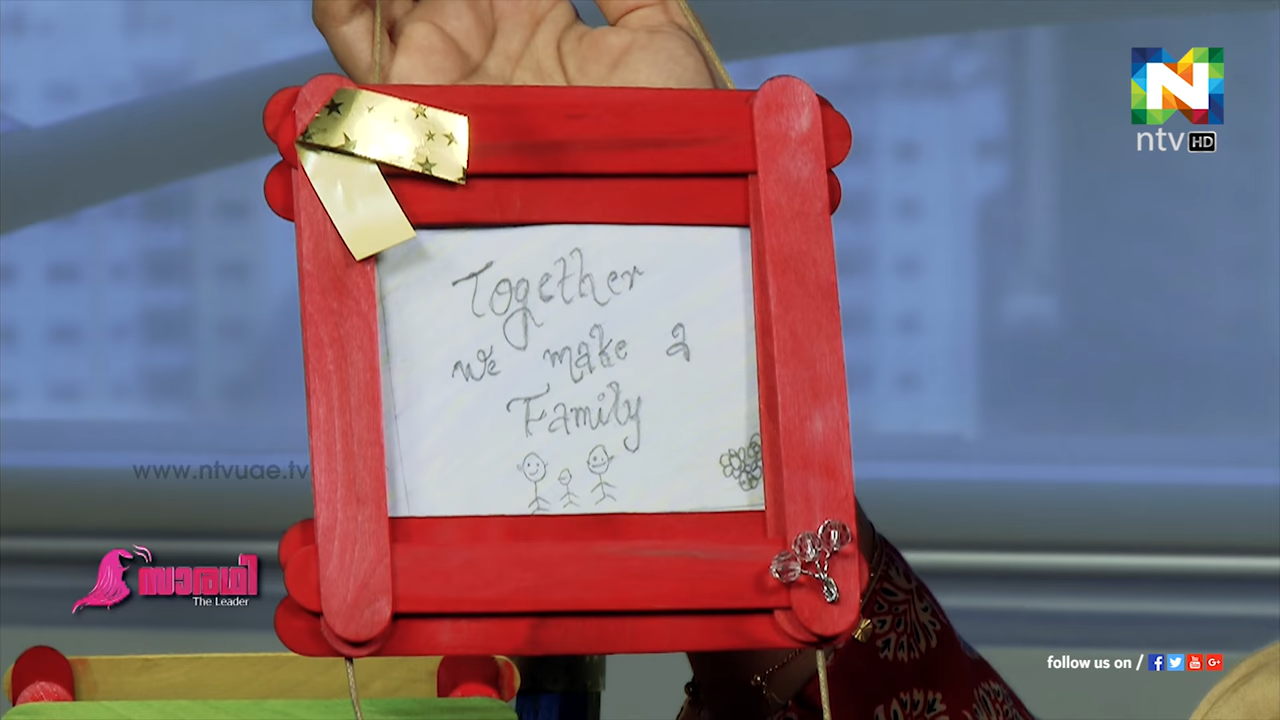 N
ntv HD
Together
we make a
Family
www.ntvuae.tv
സാരഥി
The Leader
follow us on /